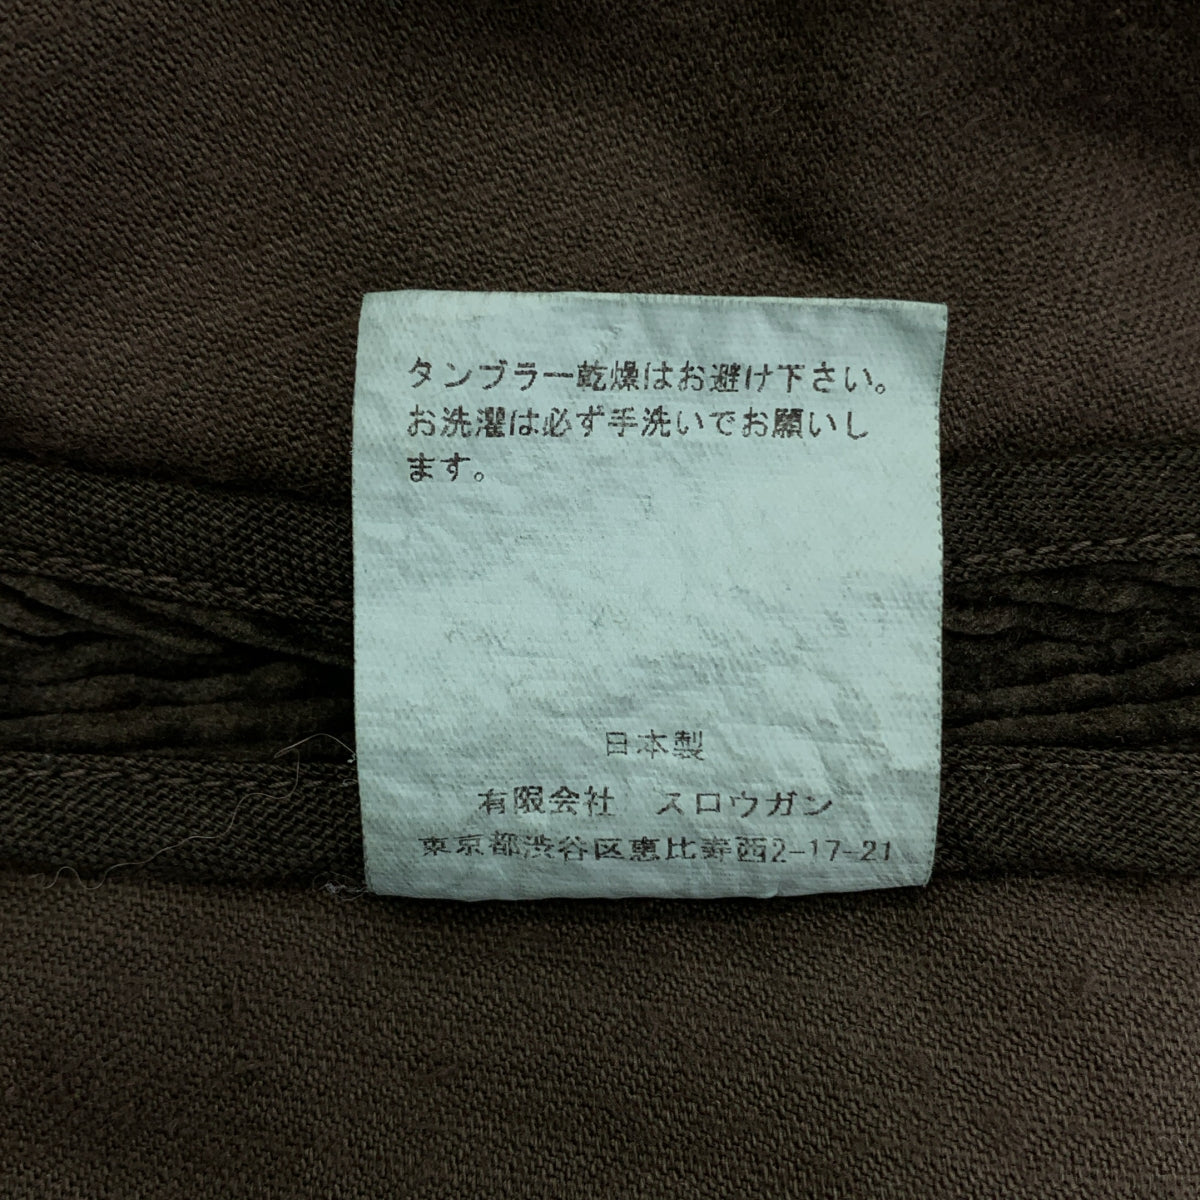 タンブラー乾燥はお避け下さい。
お洗濯は必ず手洗いでお願いし
ます。
日本製
有限会社　スロウガン
東京都渋谷区恵比寿西2-17-21